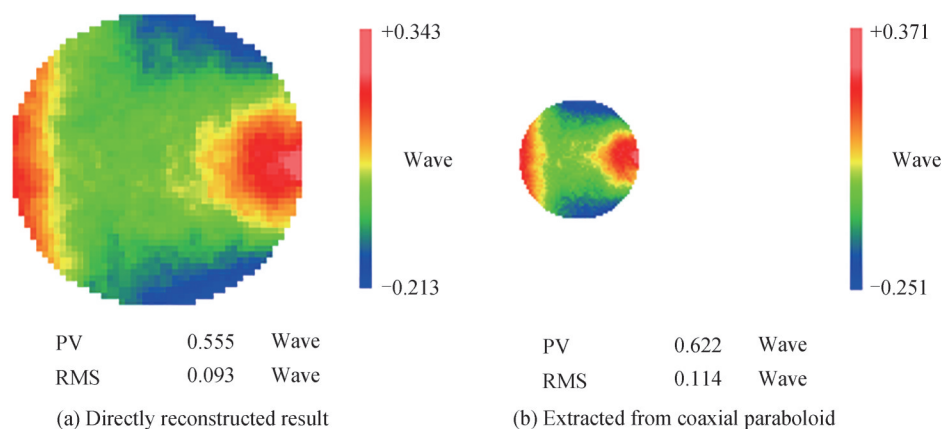 +0.343
Wave
−0.213
PV 0.555 Wave
RMS 0.093 Wave
(a) Directly reconstructed result
+0.371
Wave
−0.251
PV 0.622 Wave
RMS 0.114 Wave
(b) Extracted from coaxial paraboloid